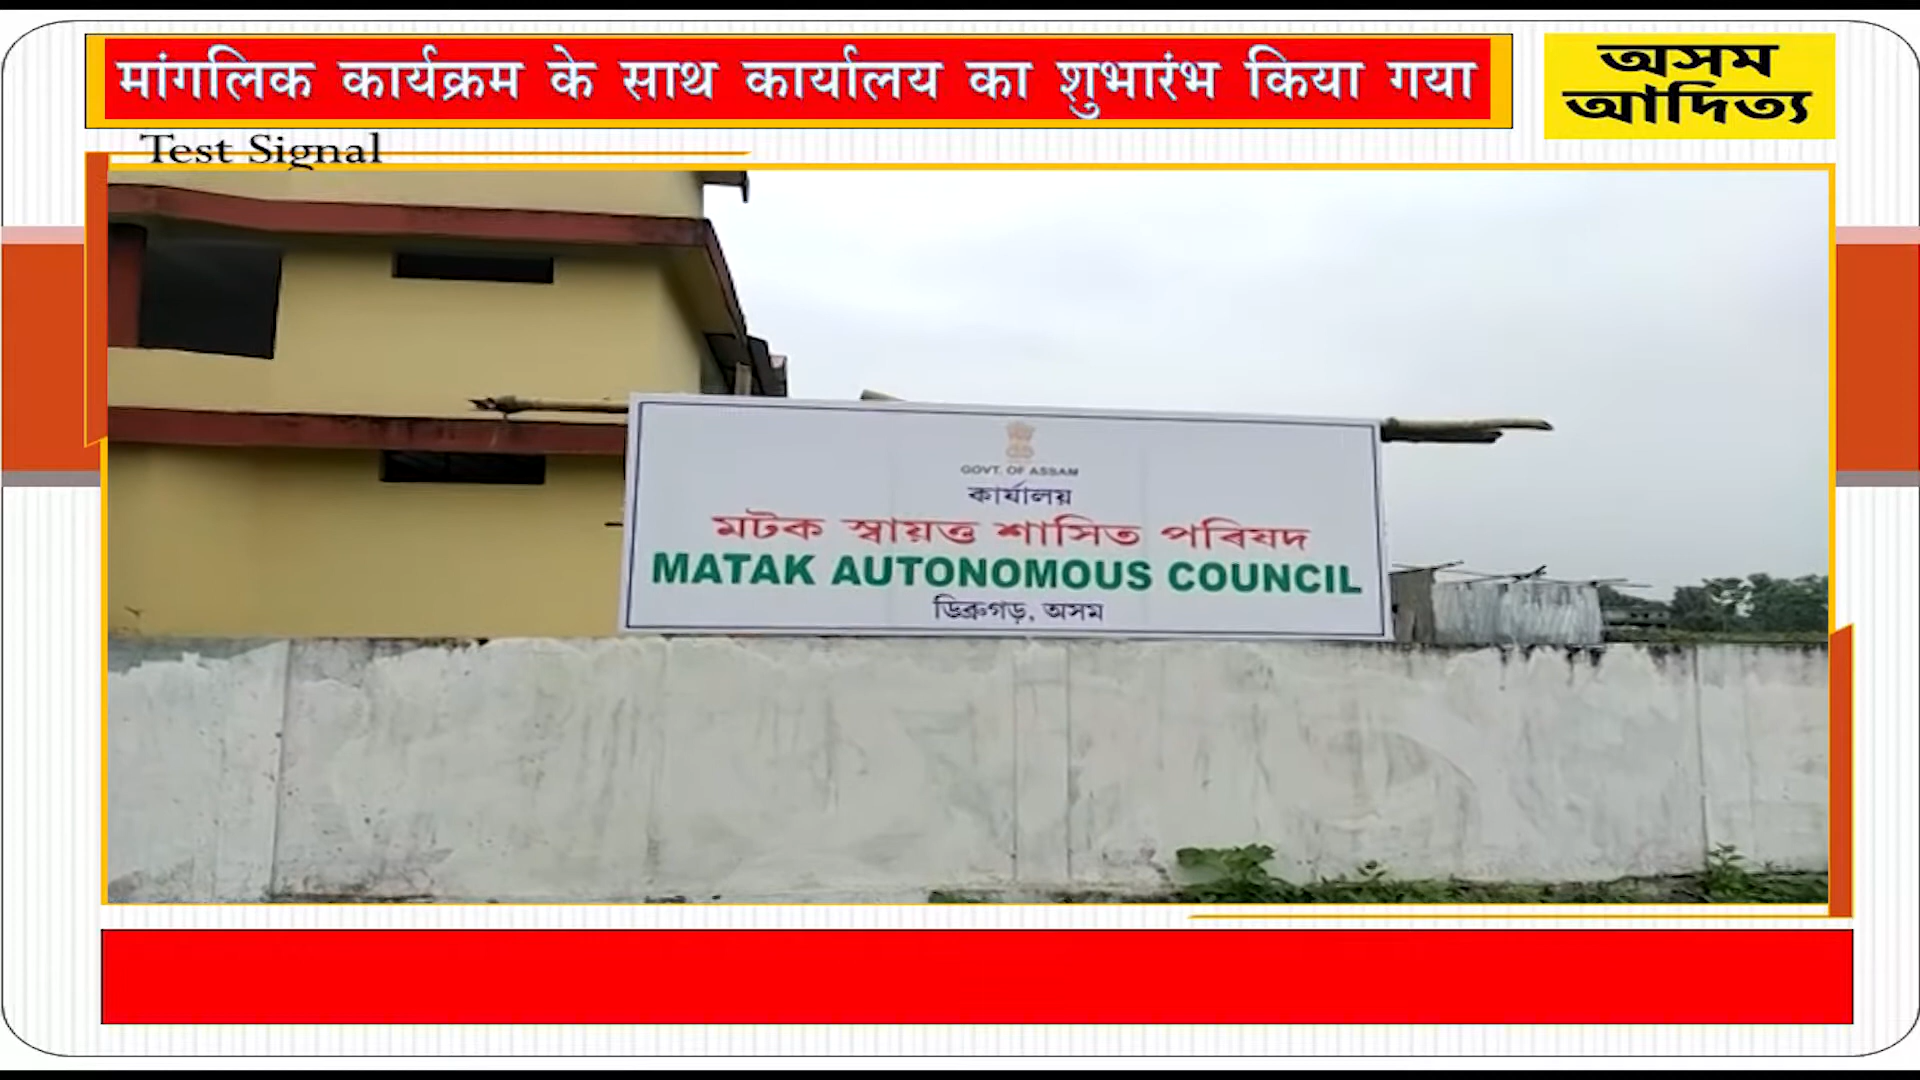 मांगलिक कार्यक्रम के साथ कार्यालय का शुभारंभ किया गया
অসম
আদিত্য
Test Signal
GOVT. OF ASSAM
কাৰ্যালয়
মটক স্বায়ত্ত শাসিত পৰিষদ
MATAK AUTONOMOUS COUNCIL
ডিব্ৰুগড়, অসম